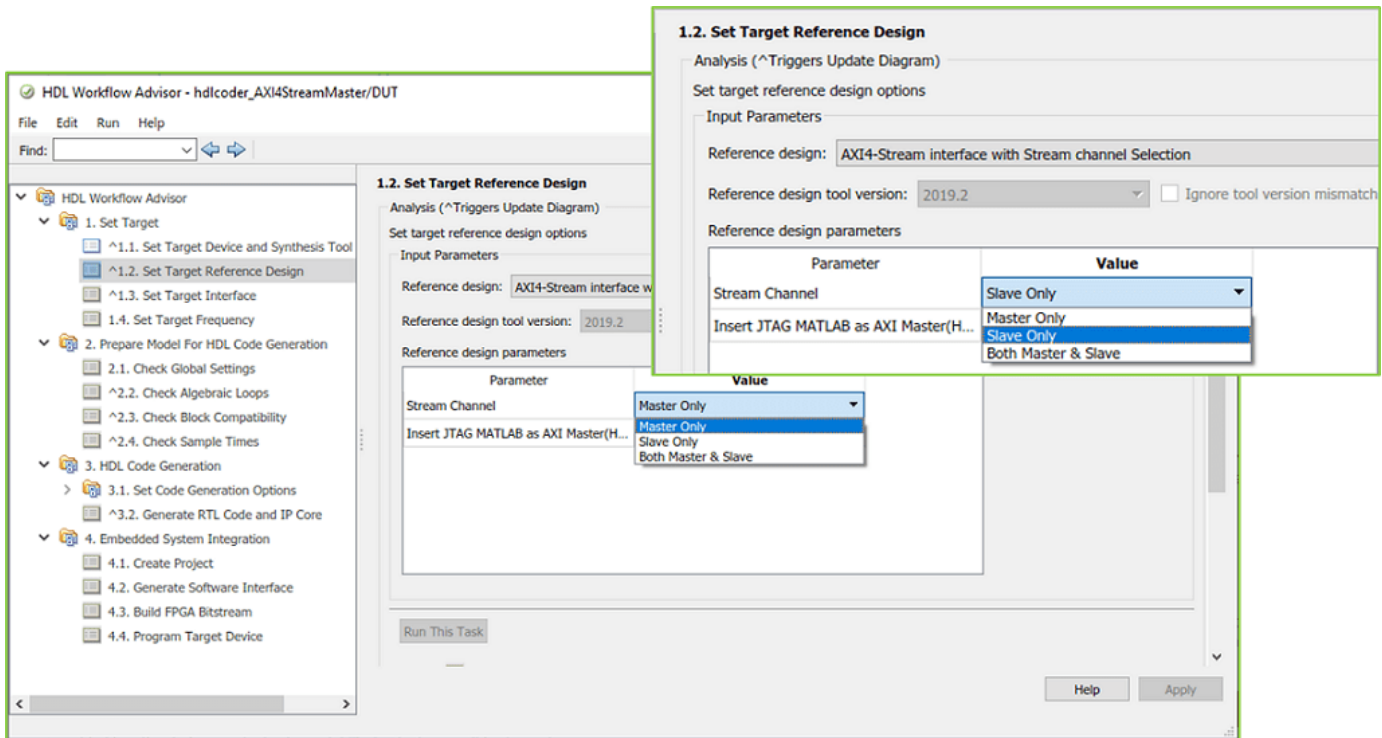 1.2. Set Target Reference Design
Analysis (^Triggers Update Diagram)
Set target reference design options
Input Parameters
Reference design: AXI4-Stream interface with Stream channel Selection
Reference design tool version: 2019.2 Ignore tool version mismatch
Reference design parameters
Parameter Value
Stream Channel Slave Only
Insert JTAG MATLAB as AXI Master(H... Master Only
Slave Only
Both Master & Slave
HDL Workflow Advisor - hdlcoder_AXI4StreamMaster/DUT
File Edit Run Help
Find:
HDL Workflow Advisor
1. Set Target
^1.1. Set Target Device and Synthesis Tool
^1.2. Set Target Reference Design
^1.3. Set Target Interface
1.4. Set Target Frequency
2. Prepare Model For HDL Code Generation
2.1. Check Global Settings
^2.2. Check Algebraic Loops
^2.3. Check Block Compatibility
^2.4. Check Sample Times
3. HDL Code Generation
3.1. Set Code Generation Options
^3.2. Generate RTL Code and IP Core
4. Embedded System Integration
4.1. Create Project
4.2. Generate Software Interface
4.3. Build FPGA Bitstream
4.4. Program Target Device
1.2. Set Target Reference Design
Analysis (^Triggers Update Diagram)
Set target reference design options
Input Parameters
Reference design: AXI4-Stream interface w
Reference design tool version: 2019.2
Reference design parameters
Parameter Value
Stream Channel Master Only
Insert JTAG MATLAB as AXI Master(H... Master Only
Slave Only
Both Master & Slave
Run This Task
Help Apply